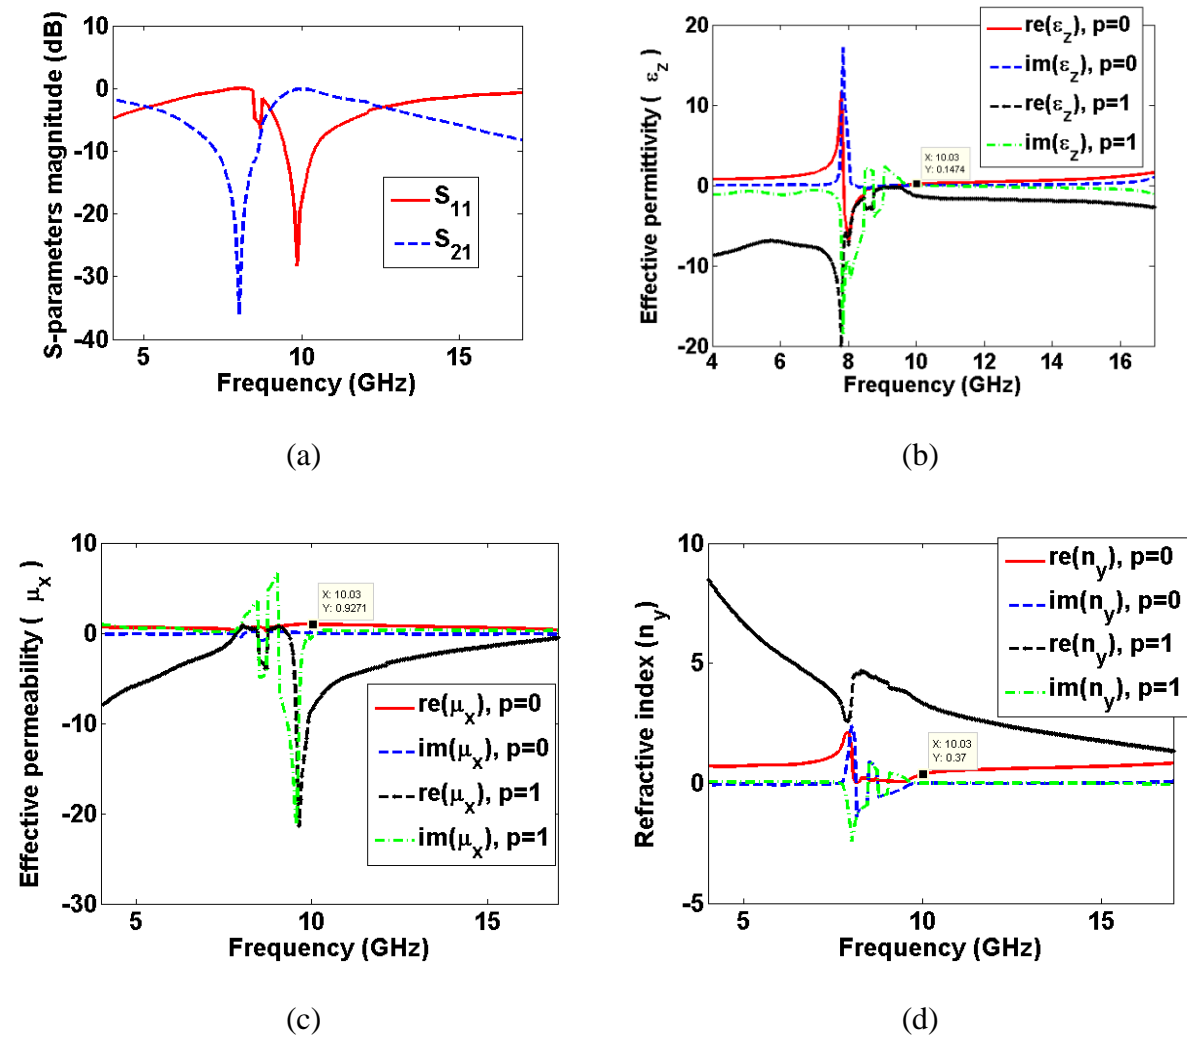 S-parameters magnitude (dB)
10
0
-10
-20
-30
-40
S11
S21
5
10
15
Frequency (GHz)
(a)
Effective permittivity ( εz)
20
10
0
-10
-20
re(εz), p=0
im(εz), p=0
re(εz), p=1
im(εz), p=1
X: 10.03
Y: 0.1474
4
6
8
10
12
14
16
Frequency (GHz)
(b)
Effective permeability ( μx)
10
0
-10
-20
-30
X: 10.03
Y: 0.9271
re(μx), p=0
im(μx), p=0
re(μx), p=1
im(μx), p=1
5
10
15
Frequency (GHz)
(c)
Refractive index (ny)
10
5
0
-5
re(ny), p=0
im(ny), p=0
re(ny), p=1
im(ny), p=1
X: 10.03
Y: 0.37
5
10
15
Frequency (GHz)
(d)